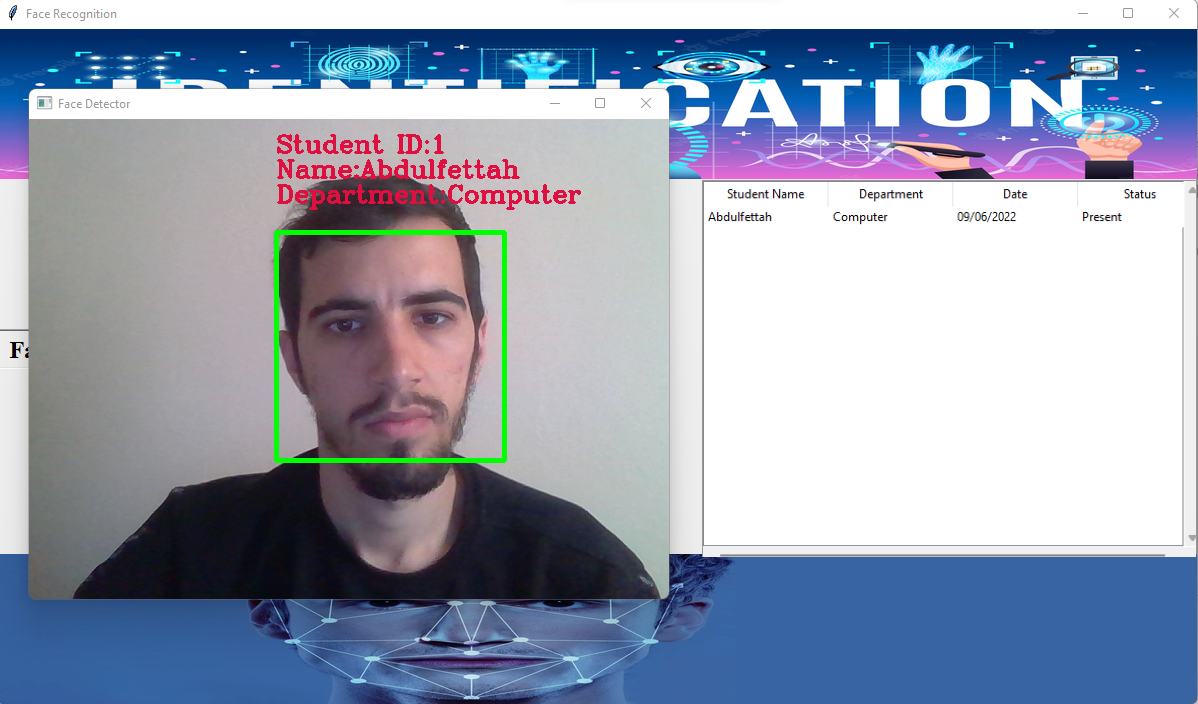 Face Recognition
IDENTIFICATION
Face Detector
Student ID:1
Name:Abdulfettah
Department:Computer
Student Name Department Date Status
Abdulfettah Computer 09/06/2022 Present